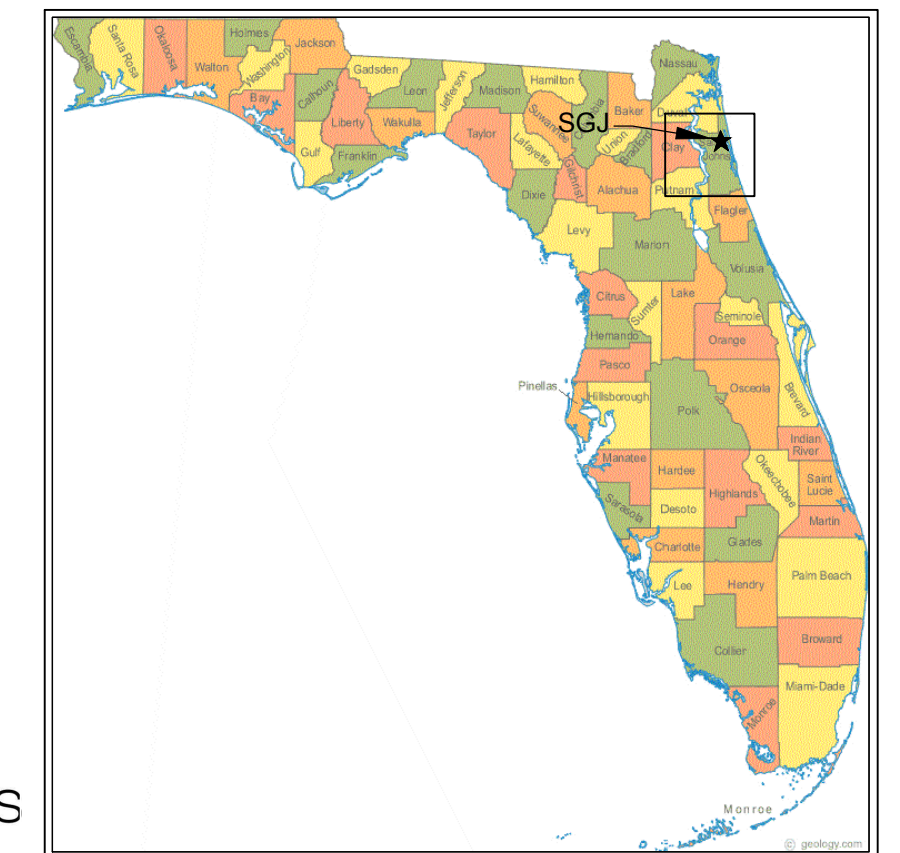 Escambia
Santa Rosa
Okaloosa
Walton
Holmes
Washington
Jackson
Bay
Calhoun
Gulf
Liberty
Gadsden
Franklin
Wakulla
Leon
Jefferson
Madison
Taylor
Hamilton
Suwannee
Lafayette
Dixie
Gilchrist
Union
Bradford
Baker
Nassau
Duval
SGJ
Clay
Johns
Alachua
Putnam
Flagler
Levy
Marion
Volusia
Citrus
Sumter
Lake
Seminole
Hernando
Orange
Pasco
Pinellas
Hillsborough
Polk
Osceola
Brevard
Indian
River
Manatee
Hardee
Highlands
Okeechobee
Saint
Lucie
Sarasota
Desoto
Martin
Charlotte
Glades
Lee
Hendry
Palm Beach
Collier
Broward
Miami-Dade
Monroe
S
Monroe
© geology.com